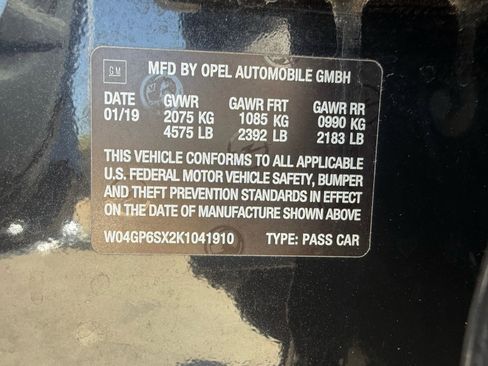 GM
MFD BY OPEL AUTOMOBILE GMBH
DATE GVWR GAWR FRT GAWR RR
01/19 2075 KG 1085 KG 0990 KG
4575 LB 2392 LB 2183 LB
THIS VEHICLE CONFORMS TO ALL APPLICABLE
U.S. FEDERAL MOTOR VEHICLE SAFETY, BUMPER
AND THEFT PREVENTION STANDARDS IN EFFECT
ON THE DATE OF MANUFACTURE SHOWN ABOVE
W04GP6SX2K1041910 TYPE: PASS CAR